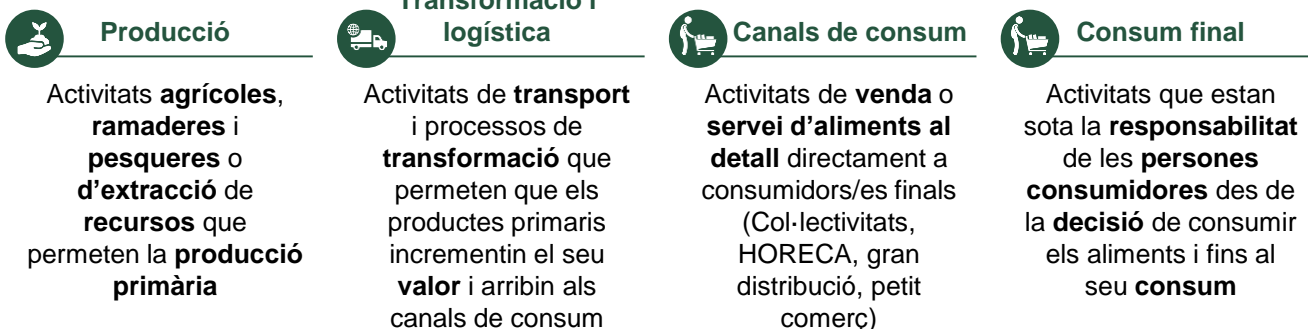 Producció
Activitats agrícoles,
ramaderes i
pesqueres o
d’extracció de
recursos que
permeten la producció
primària
Transformació i
logística
Activitats de transport
i processos de
transformació que
permeten que els
productes primaris
incrementin el seu
valor i arribin als
canals de consum
Canals de consum
Activitats de venda o
servei d’aliments al
detall directament a
consumidors/es finals
(Col·lectivitats,
HORECA, gran
distribució, petit
comerç)
Consum final
Activitats que estan
sota la responsabilitat
de les persones
consumidores des de
la decisió de consumir
els aliments i fins al
seu consum